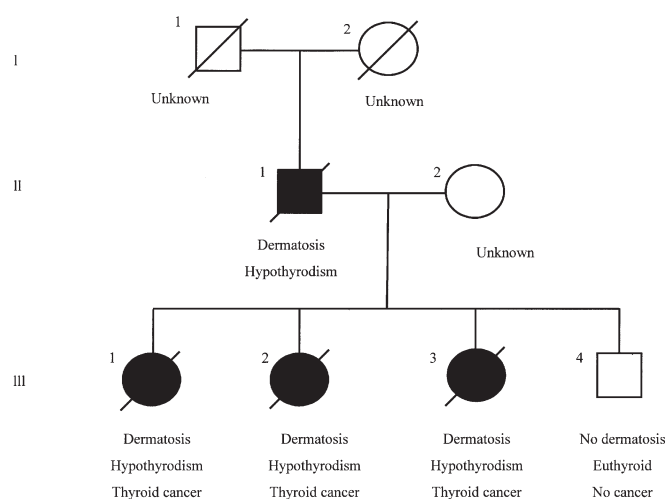 1
2
I
Unknown
Unknown
1
2
II
Dermatosis
Hypothyrodism
Unknown
1
2
3
4
III
Dermatosis
Dermatosis
Dermatosis
No dermatosis
Hypothyrodism
Hypothyrodism
Hypothyrodism
Euthyroid
Thyroid cancer
Thyroid cancer
Thyroid cancer
No cancer